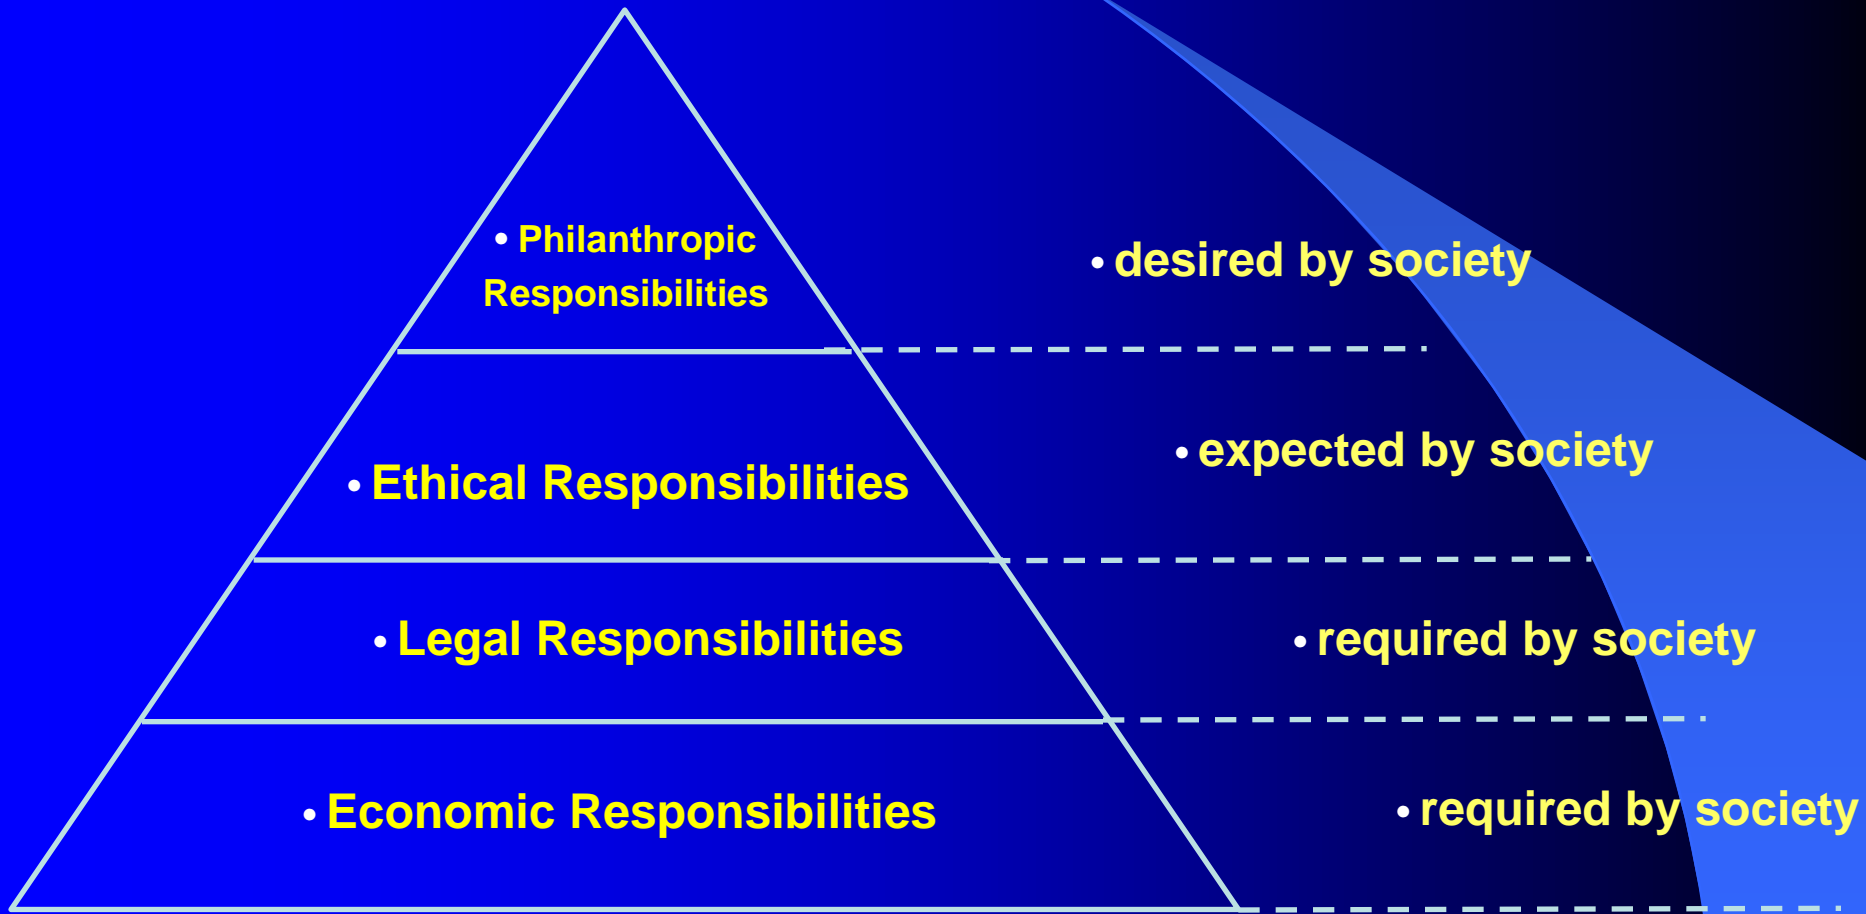 • Philanthropic
Responsibilities
• desired by society
• Ethical Responsibilities
• expected by society
• Legal Responsibilities
• required by society
• Economic Responsibilities
• required by society